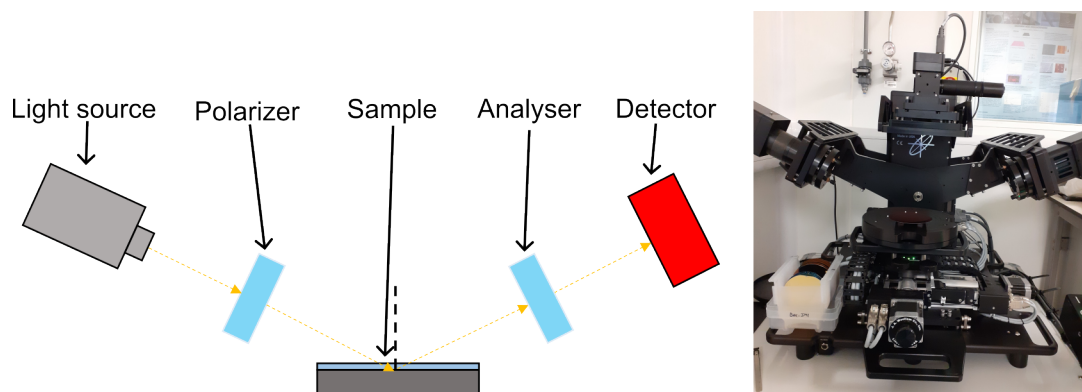 Light source
Polarizer
Sample
Analyser
Detector